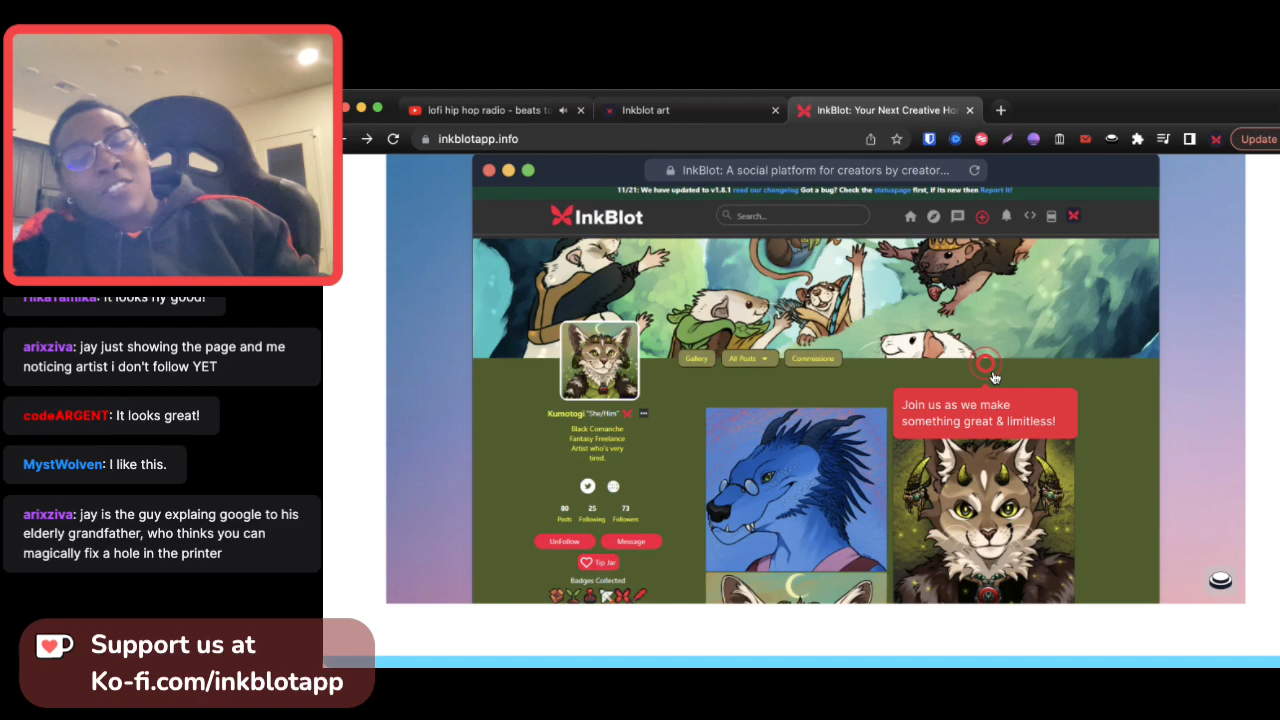 lofi hip hop radio - beats to
Inkblot art
InkBlot: Your Next Creative Ho
inkblotapp.info
Update
InkBlot: A social platform for creators by creator...
11/21: We have updated to v1.8.1 read our changelog Got a bug? Check the statuspage first, if its new then Report it!
InkBlot
Search...
Gallery
All Posts
Commissions
Join us as we make
something great & limitless!
Kumotogi "She/Him"
Black Comanche
Fantasy Freelance
Artist who's very
tired.
80 25 73
Posts Following Followers
UnFollow
Message
Tip Jar
Badges Collected
HikaTamika: It looks hy good!
arixziva: jay just showing the page and me
noticing artist i don't follow YET
codeARGENT: It looks great!
MystWolven: I like this.
arixziva: jay is the guy explaing google to his
elderly grandfather, who thinks you can
magically fix a hole in the printer
Support us at
Ko-fi.com/inkblotapp